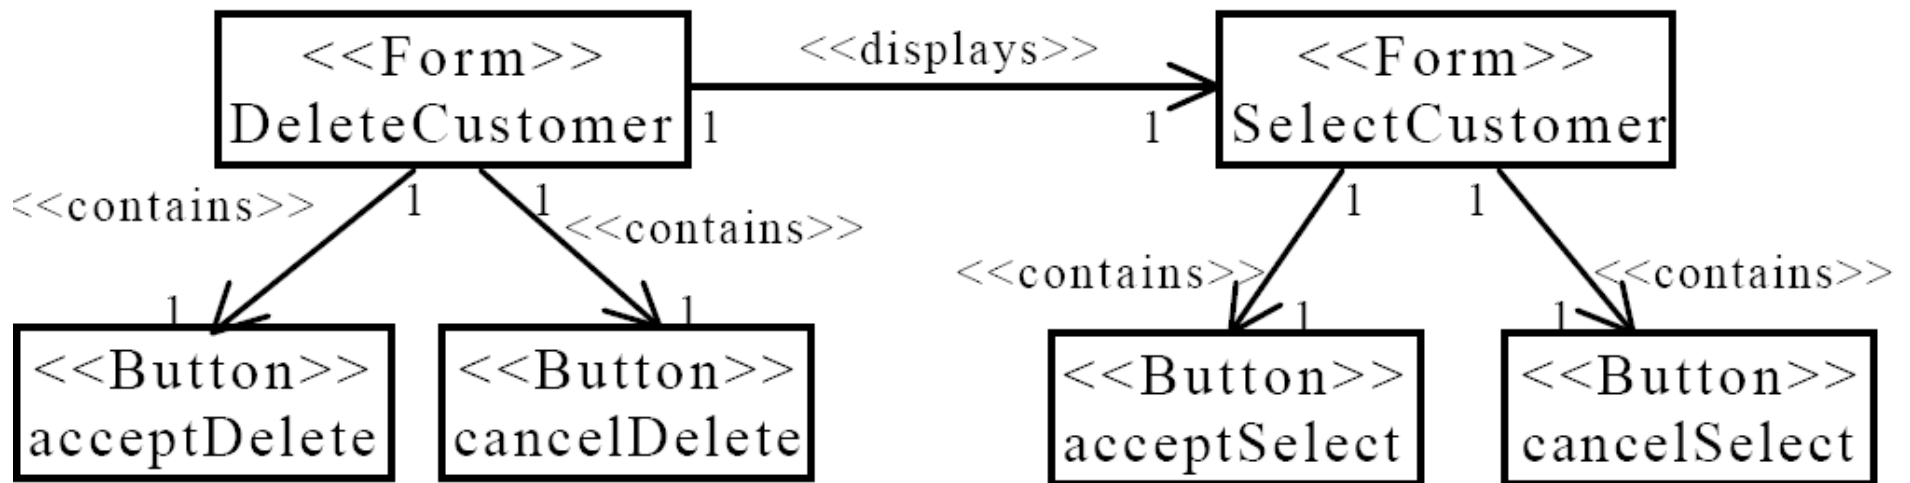 <<Form>>
DeleteCustomer
<<displays>>
1
1
<<Form>>
SelectCustomer
<<contains>>
1
1
<<contains>>
1
1
<<contains>>
1
1
<<contains>>
1
1
<<Button>>
acceptDelete
<<Button>>
cancelDelete
<<Button>>
acceptSelect
<<Button>>
cancelSelect